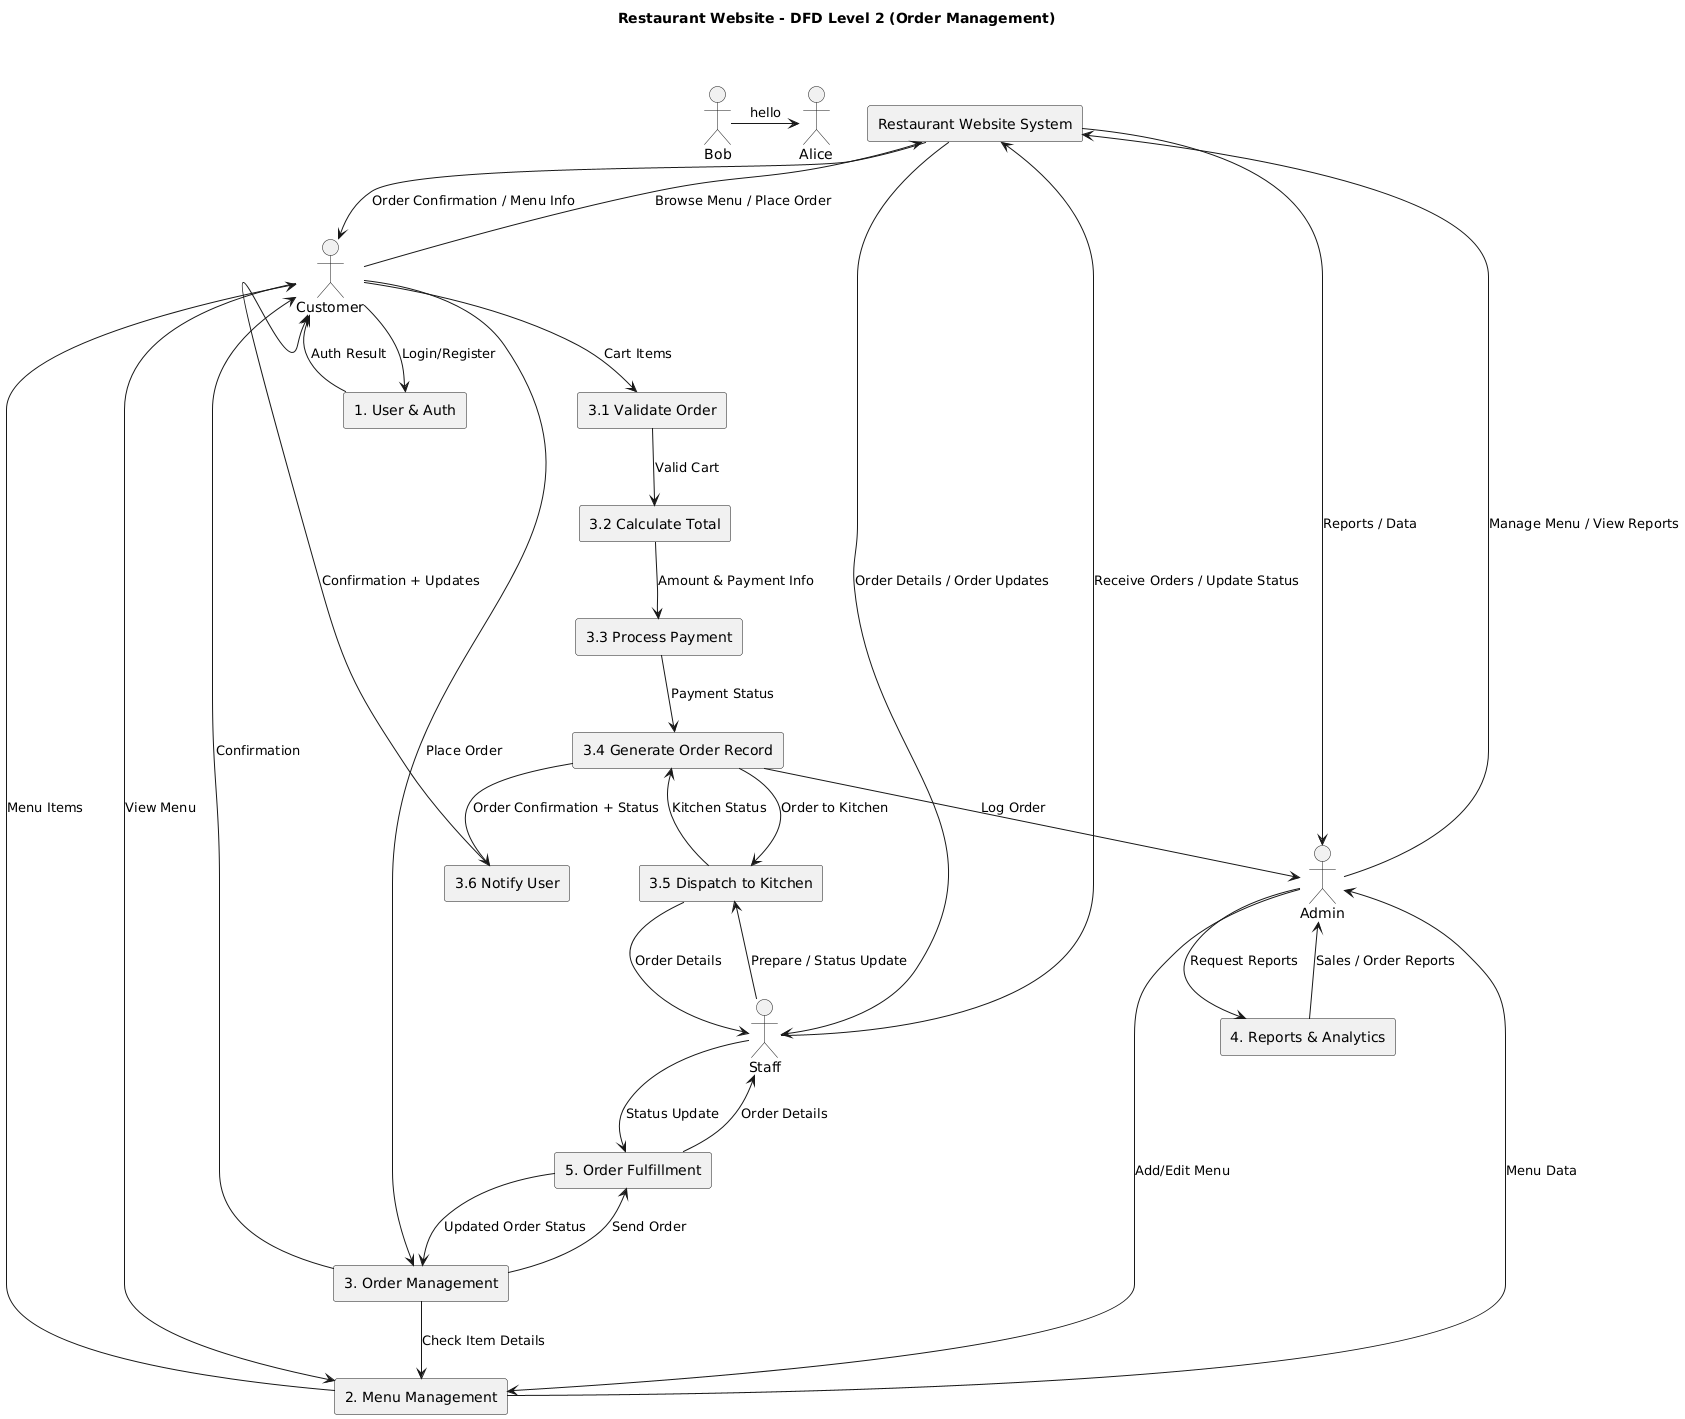 Restaurant Website - DFD Level 2 (Order Management)
hello
Bob
Alice
Restaurant Website System
Order Confirmation / Menu Info
Browse Menu / Place Order
Customer
Auth Result
Login/Register
Cart Items
1. User & Auth
3.1 Validate Order
Valid Cart
3.2 Calculate Total
Reports / Data
Manage Menu / View Reports
Confirmation + Updates
Amount & Payment Info
Order Details / Order Updates
Receive Orders / Update Status
3.3 Process Payment
Payment Status
Confirmation
Place Order
3.4 Generate Order Record
Menu Items
View Menu
Order Confirmation + Status
Kitchen Status
Order to Kitchen
Log Order
3.6 Notify User
3.5 Dispatch to Kitchen
Admin
Order Details
Prepare / Status Update
Request Reports
Sales / Order Reports
4. Reports & Analytics
Staff
Status Update
Order Details
5. Order Fulfillment
Add/Edit Menu
Menu Data
Updated Order Status
Send Order
3. Order Management
Check Item Details
2. Menu Management